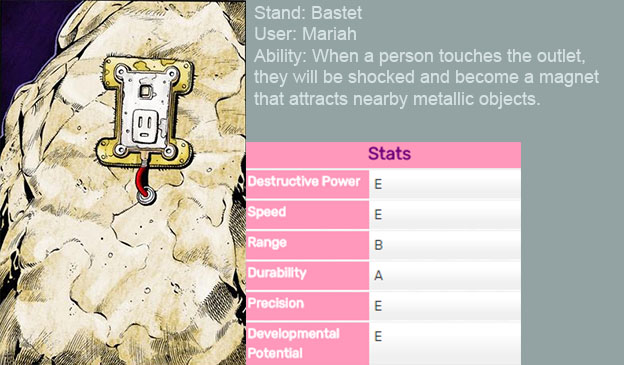 Stand: Bastet
User: Mariah
Ability: When a person touches the outlet,
they will be shocked and become a magnet
that attracts nearby metallic objects.
Stats
Destructive Power E
Speed E
Range B
Durability A
Precision E
Developmental
Potential E